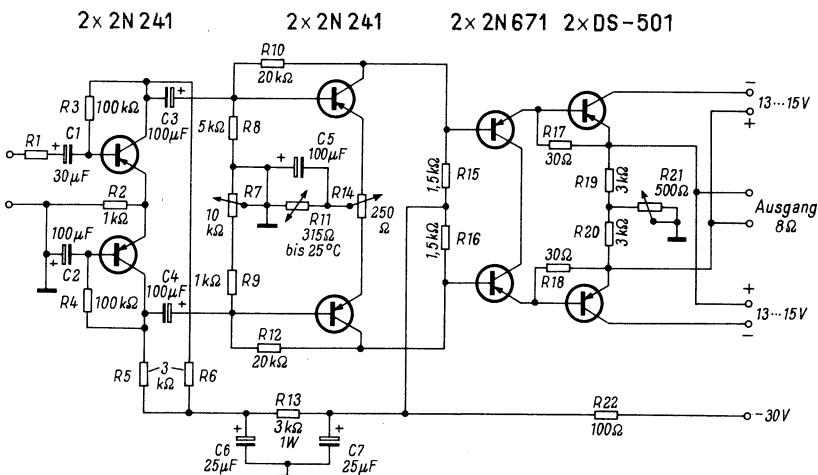 2× 2N 241
2× 2N 241
2× 2N 671
2×DS-501
R10
20kΩ
R3
100kΩ
C3
100µF
R1
C1
30µF
5kΩ
R8
C5
100µF
R17
30Ω
13...15V
−
+
R2
1kΩ
R7
10
kΩ
R11
315Ω
bis 25°C
R14
250
Ω
1,5kΩ
R15
1,5kΩ
R16
R19
3kΩ
R21
500Ω
R20
3kΩ
Ausgang
8Ω
100µF
C2
R4
100kΩ
C4
100µF
1kΩ
R9
30Ω
R18
+
13...15V
−
R12
20kΩ
R5
3
kΩ
R6
R13
3kΩ
1W
R22
100Ω
−30V
C6
25µF
C7
25µF